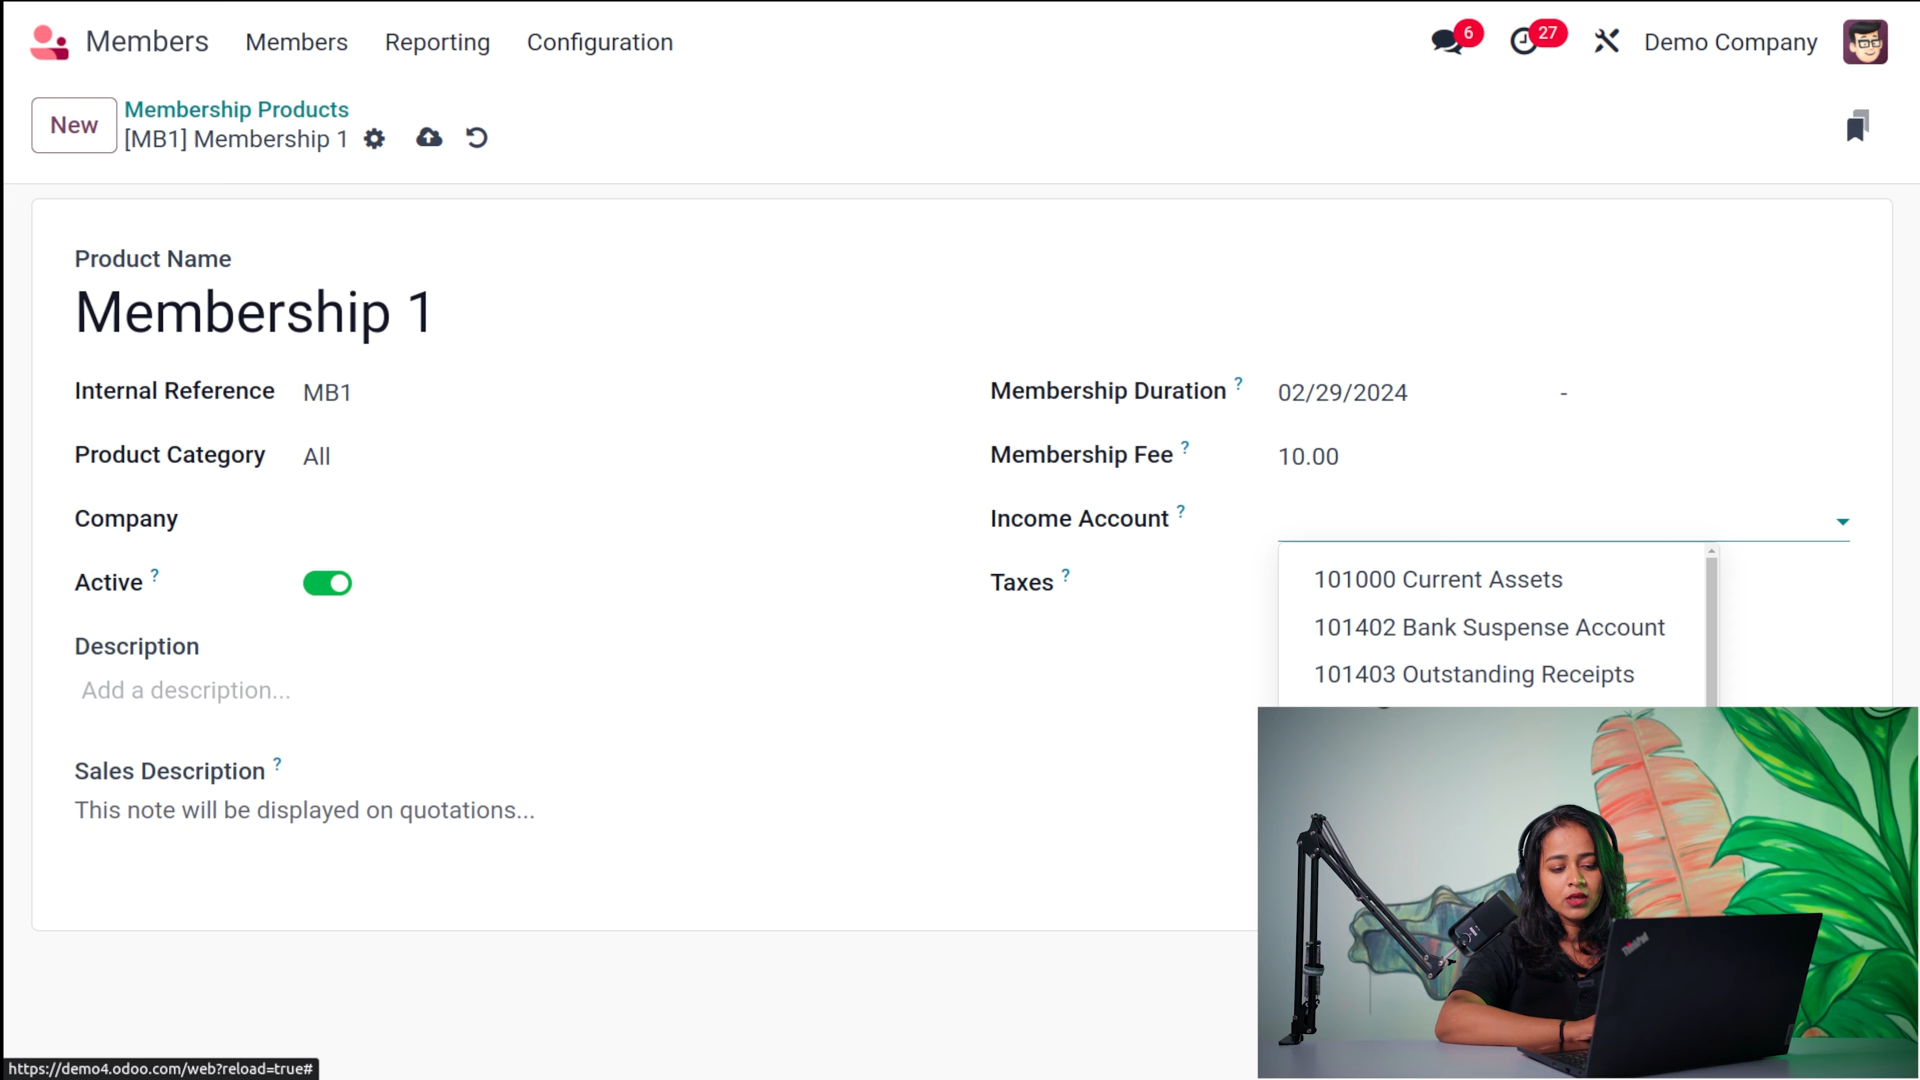 Members Members Reporting Configuration 6 27 Demo Company
New Membership Products
[MB1] Membership 1
Product Name
Membership 1
Internal Reference MB1
Membership Duration ? 02/29/2024 -
Product Category All
Membership Fee ? 10.00
Company
Income Account ?
Active ?
Taxes ?
101000 Current Assets
101402 Bank Suspense Account
101403 Outstanding Receipts
Description
Add a description...
Sales Description ?
This note will be displayed on quotations...
ThinkPad
https://demo4.odoo.com/web?reload=true#